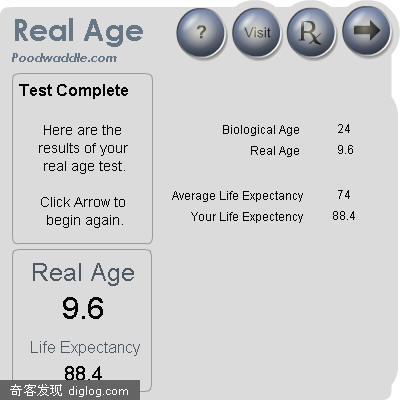 Real Age
Poodwaddle.com
?
Visit
Rx
Test Complete
Here are the
results of your
real age test.
Click Arrow to
begin again.
Biological Age 24
Real Age 9.6
Average Life Expectancy 74
Your Life Expectency 88.4
Real Age
9.6
Life Expectancy
88.4
奇客发现 diglog.com